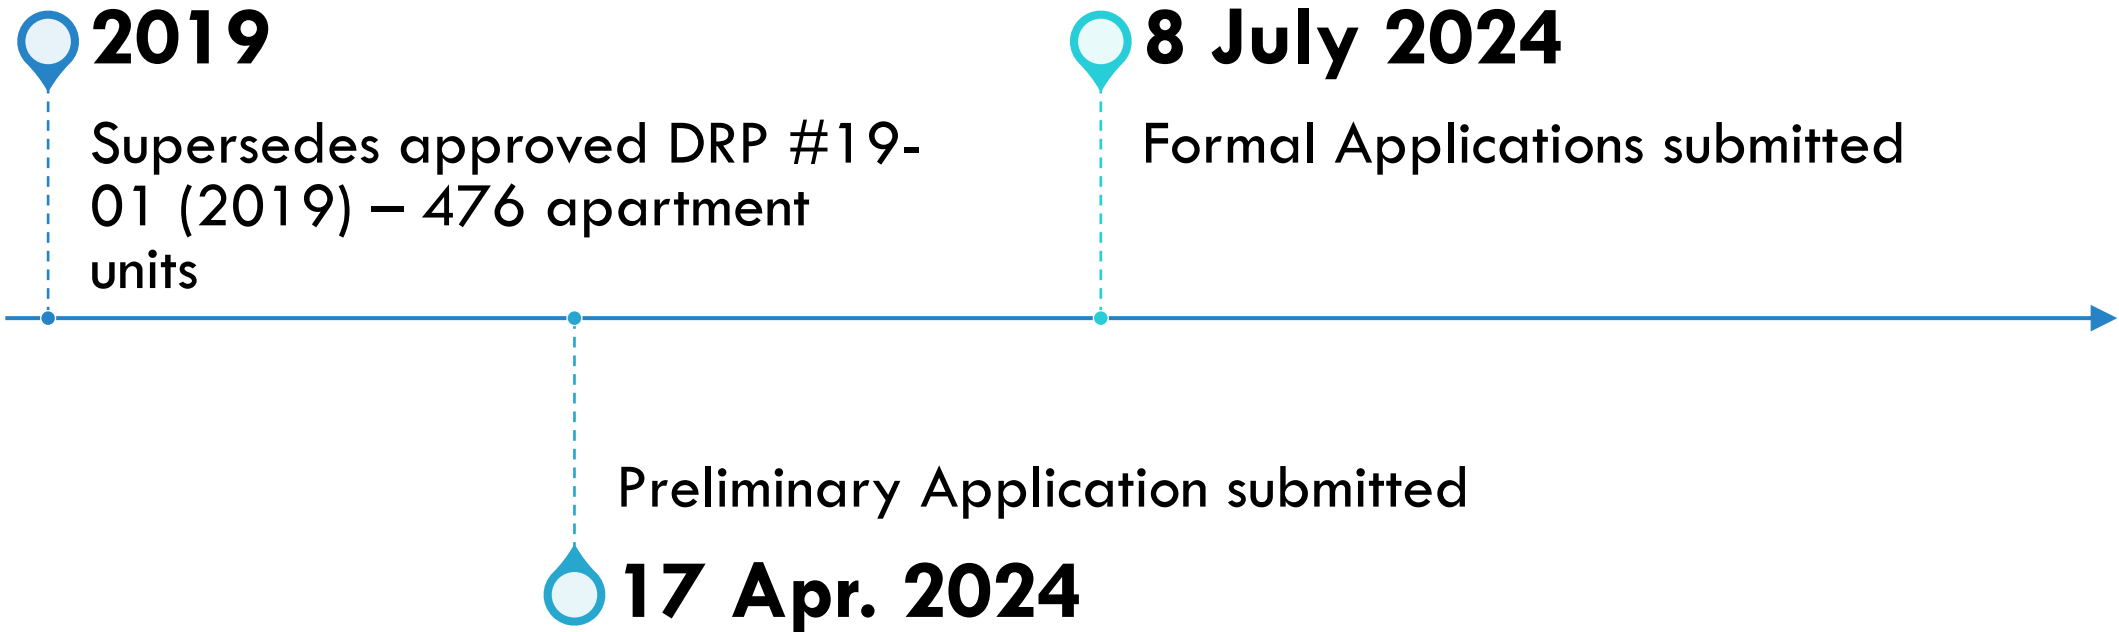 2019
Supersedes approved DRP #19-
01 (2019) – 476 apartment
units
8 July 2024
Formal Applications submitted
Preliminary Application submitted
17 Apr. 2024